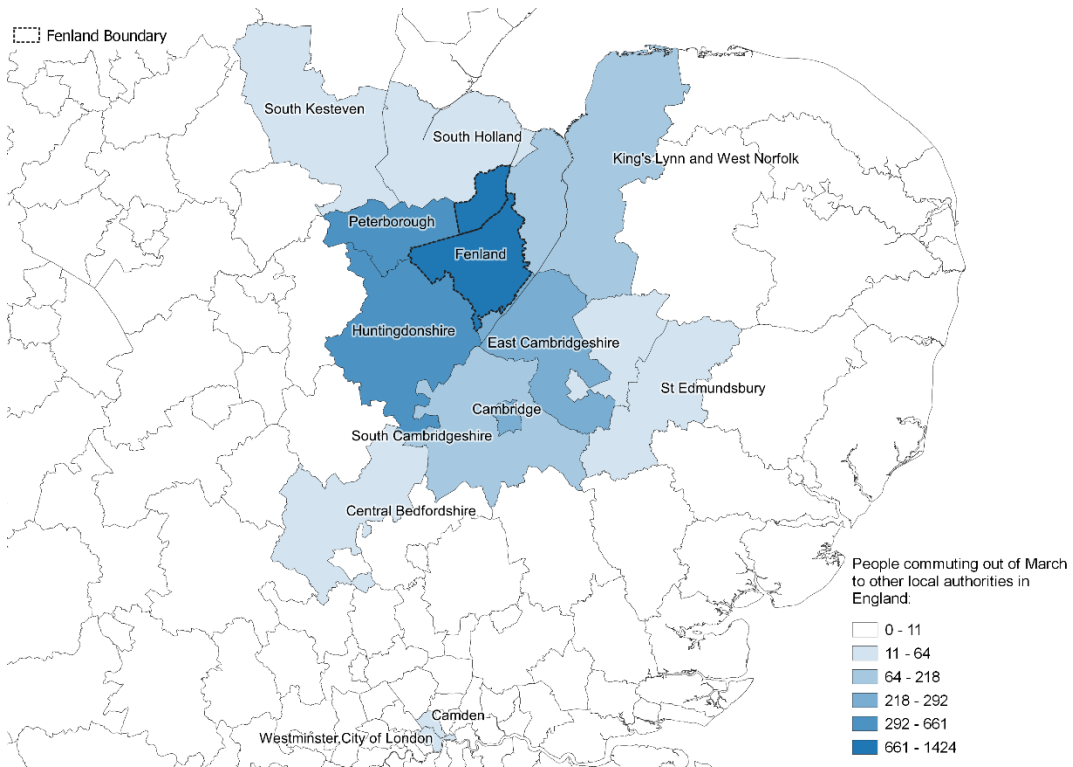 Fenland Boundary
South Kesteven
South Holland
King's Lynn and West Norfolk
Peterborough
Fenland
Huntingdonshire
East Cambridgeshire
St Edmundsbury
Cambridge
South Cambridgeshire
Central Bedfordshire
People commuting out of March
to other local authorities in
England:
0 - 11
11 - 64
64 - 218
218 - 292
292 - 661
661 - 1424
Camden
Westminster City of London